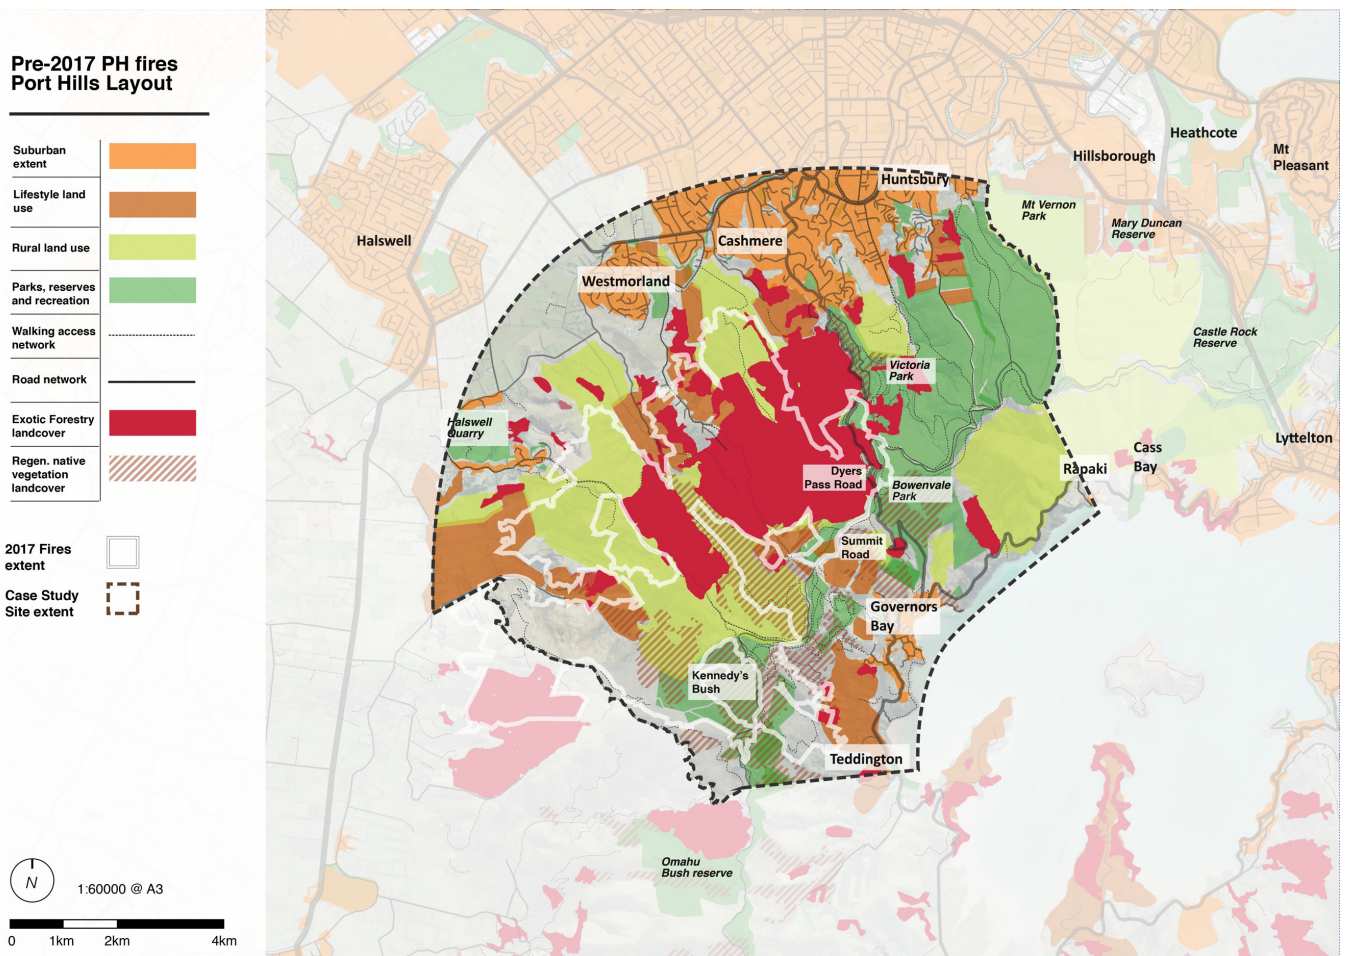 Pre-2017 PH fires
Port Hills Layout
Suburban
extent
Lifestyle land
use
Rural land use
Parks, reserves
and recreation
Walking access
network
Road network
Exotic Forestry
landcover
Regen. native
vegetation
landcover
2017 Fires
extent
Case Study
Site extent
N
1:60000 @ A3
0
1km
2km
4km
Heathcote
Hillsborough
Mt
Pleasant
Huntsbury
Mt Vernon
Park
Mary Duncan
Reserve
Halswell
Cashmere
Westmorland
Castle Rock
Reserve
Victoria
Park
Halswell
Quarry
Lyttelton
Cass
Bay
Rapaki
Dyers
Pass Road
Bowenvale
Park
Summit
Road
Governors
Bay
Kennedy's
Bush
Teddington
Omahu
Bush reserve